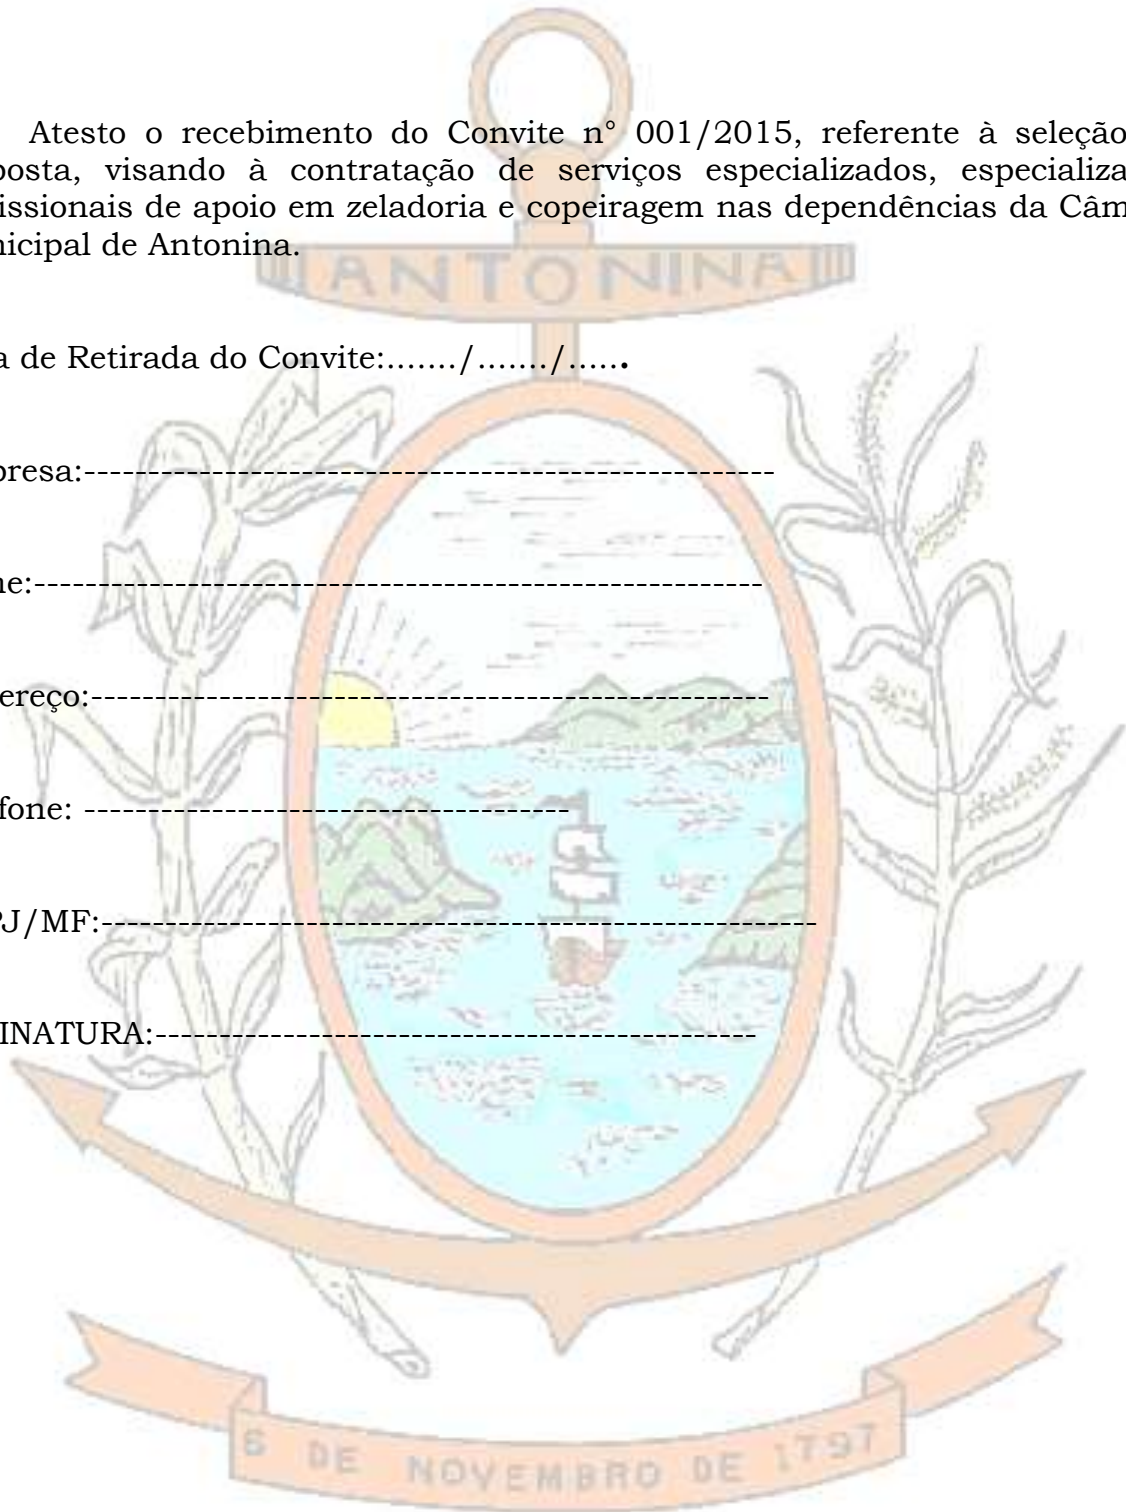 Atesto o recebimento do Convite n° 001/2015, referente à seleção
posta, visando à contratação de serviços especializados, especializa
issionais de apoio em zeladoria e copeiragem nas dependências da Câm
nicipal de Antonina.
ANTONINA
a de Retirada do Convite:......./......./......
presa:------------------------------------------------------
ne:---------------------------------------------------------
ereço:-----------------------------------------------------
fone: --------------------------------------
PJ/MF:--------------------------------------------------------
INATURA:-----------------------------------------------
6 DE NOVEMBRO DE 1797